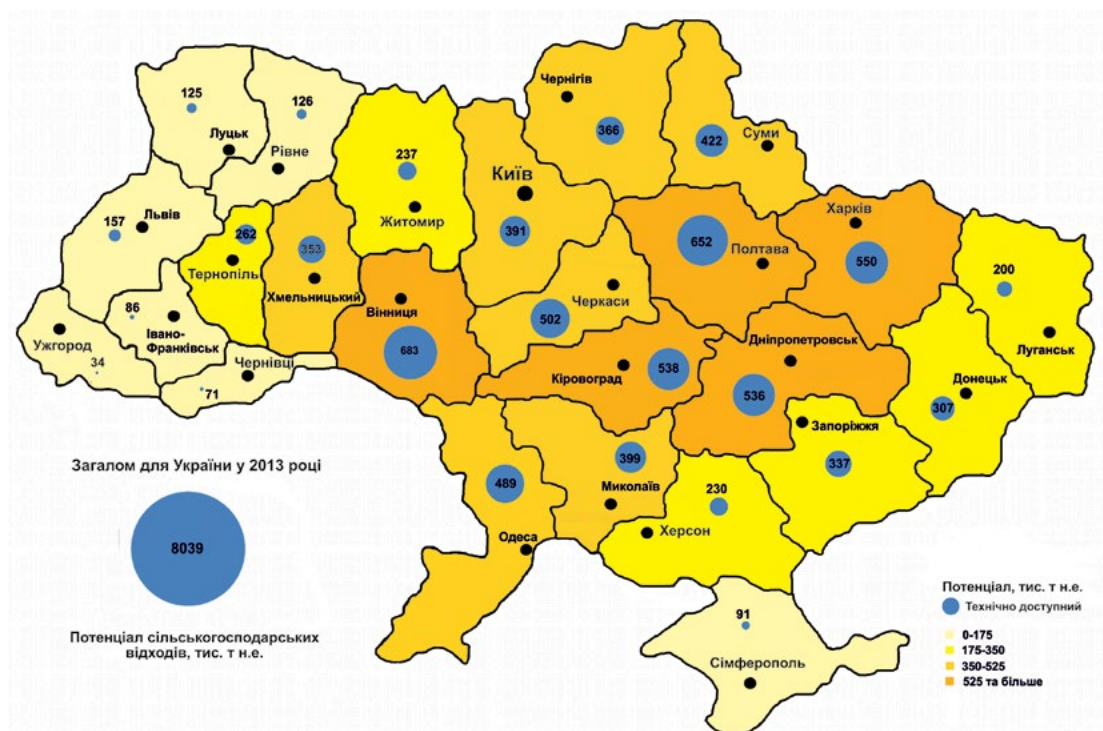 125
Луцьк
126
Рівне
237
Житомир
Чернігів
366
422
Суми
Київ
391
157
Львів
262
Тернопіль
353
Хмельницький
Вінниця
683
502
Черкаси
652
Полтава
Харків
550
200
Луганськ
86
Івано-
Франківськ
Ужгород
34
Чернівці
71
Кіровоград
538
Дніпропетровськ
536
Донецьк
307
Запоріжжя
337
399
Миколаїв
489
Одеса
230
Херсон
91
Сімферополь
Загалом для України у 2013 році
8039
Потенціал сільськогосподарських
відходів, тис. т н.е.
Потенціал, тис. т н.е.
Технічно доступний
0-175
175-350
350-525
525 та більше